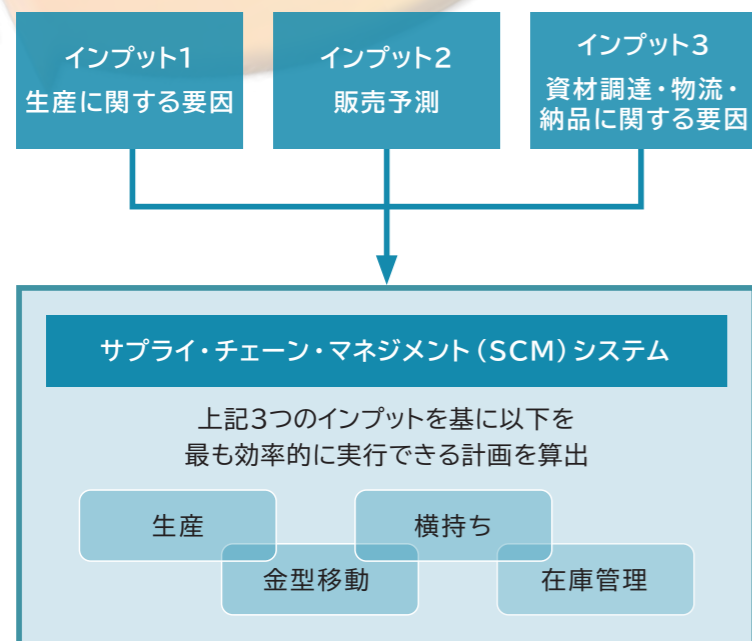 インプット1
生産に関する要因
インプット2
販売予測
インプット3
資材調達・物流・
納品に関する要因
サプライ・チェーン・マネジメント（SCM）システム
上記3つのインプットを基に以下を
最も効率的に実行できる計画を算出
生産
横持ち
金型移動
在庫管理